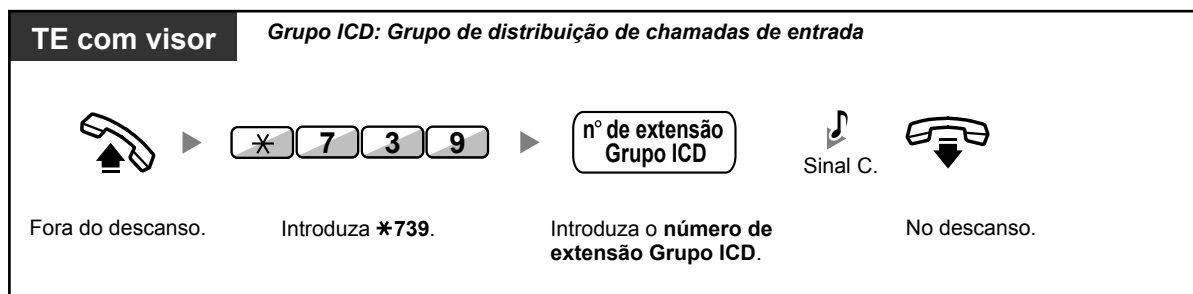 TE com visor
Grupo ICD: Grupo de distribuição de chamadas de entrada
✳ 7 3 9
n° de extensão
Grupo ICD
Sinal C.
Fora do descanso.
Introduza ✳739.
Introduza o número de
extensão Grupo ICD.
No descanso.